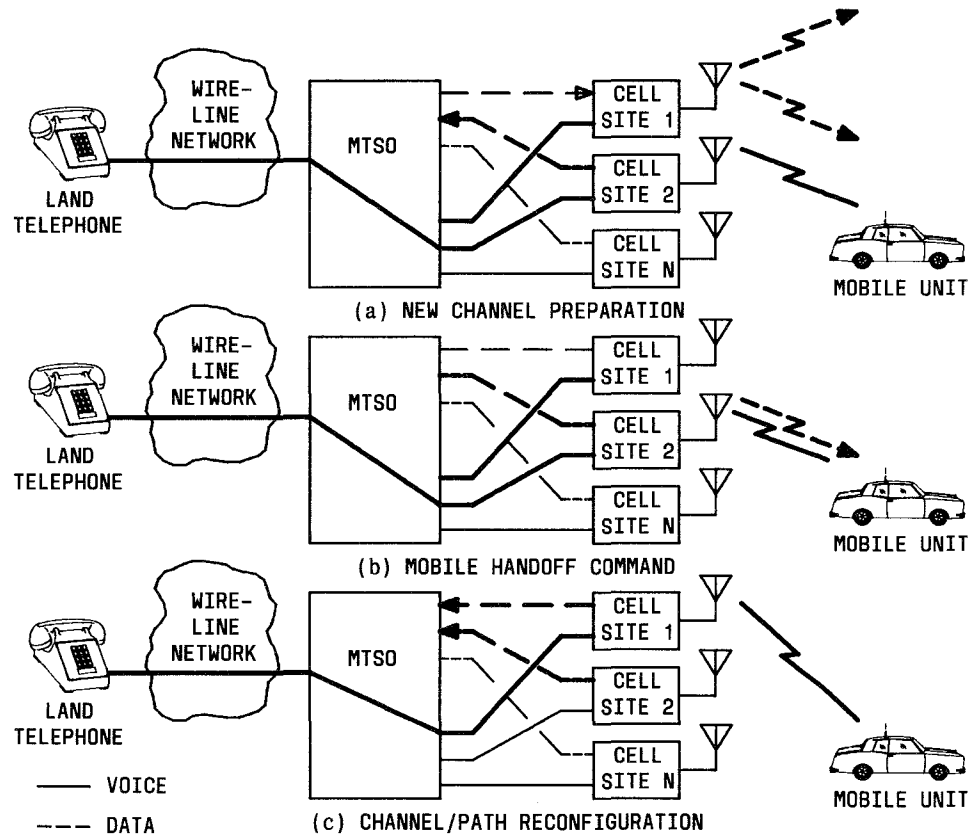 WIRE-
LINE
NETWORK
MTSO
LAND
TELEPHONE
CELL
SITE 1
CELL
SITE 2
CELL
SITE N
MOBILE UNIT
(a) NEW CHANNEL PREPARATION
WIRE-
LINE
NETWORK
MTSO
LAND
TELEPHONE
CELL
SITE 1
CELL
SITE 2
CELL
SITE N
MOBILE UNIT
(b) MOBILE HANDOFF COMMAND
WIRE-
LINE
NETWORK
MTSO
LAND
TELEPHONE
CELL
SITE 1
CELL
SITE 2
CELL
SITE N
MOBILE UNIT
VOICE
DATA
(c) CHANNEL/PATH RECONFIGURATION